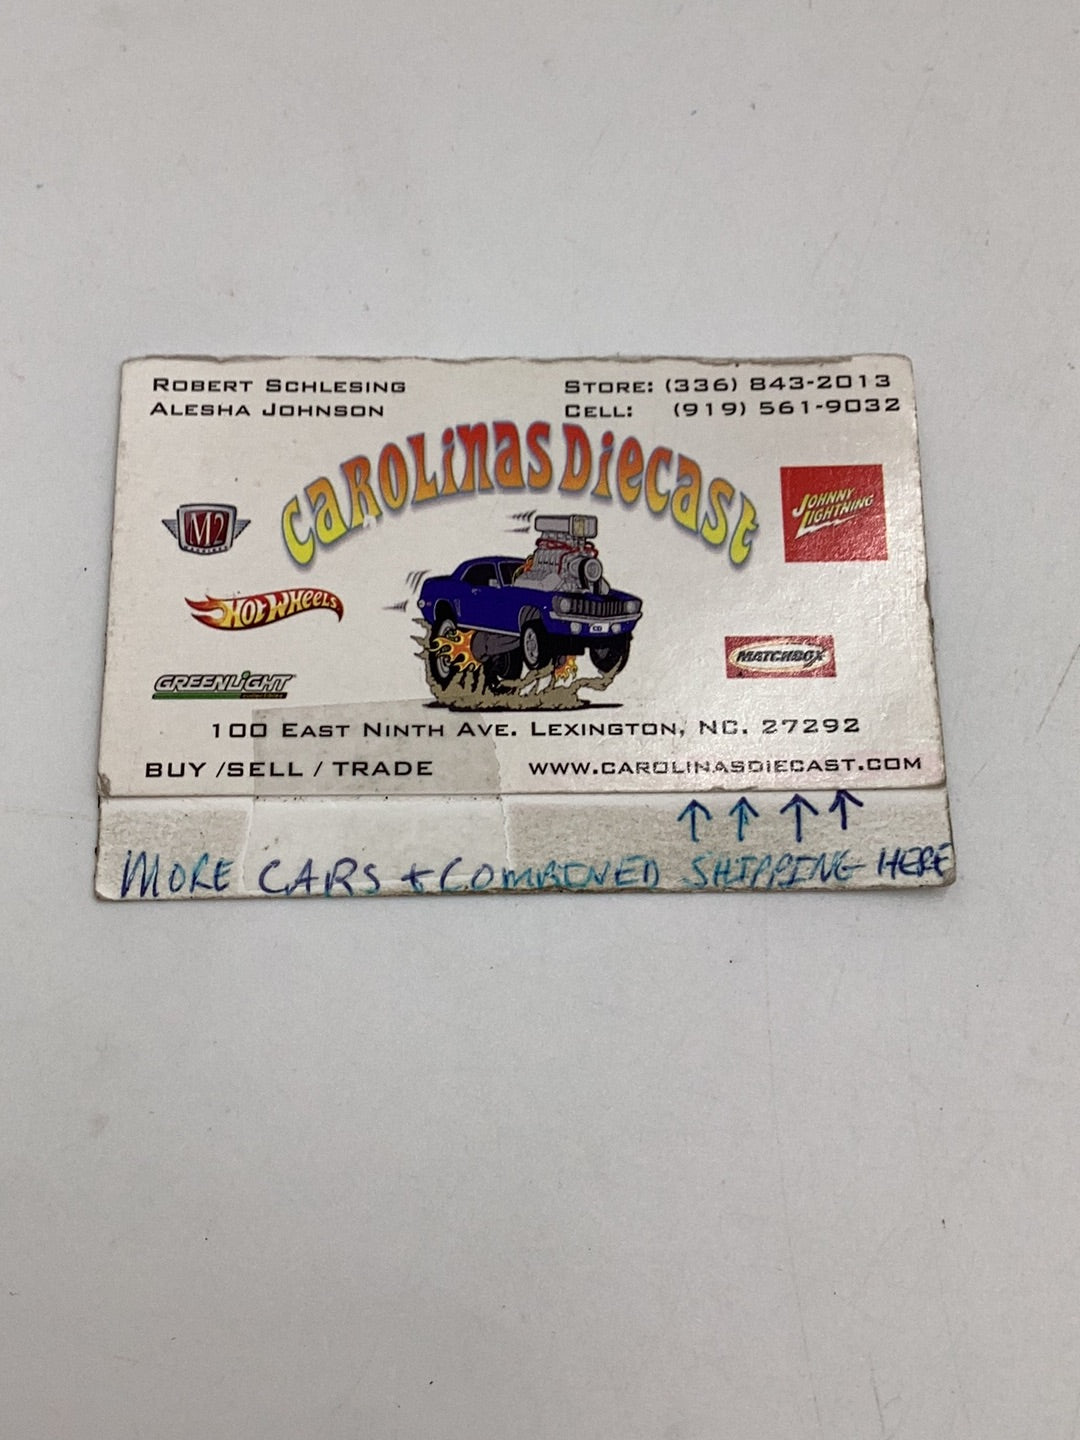 ROBERT SCHLESING
ALESHA JOHNSON
STORE: (336) 843-2013
CELL: (919) 561-9032
CAROLINAS DIECAST
M2
JOHNNY LIGHTNING
HOT WHEELS
MATCHBOX
GREENLIGHT
100 EAST NINTH AVE. LEXINGTON, NC. 27292
BUY /SELL / TRADE
WWW.CAROLINASDIECAST.COM
↑ ↑ ↑ ↑
MORE CARS + COMBINED SHIPPING HERE